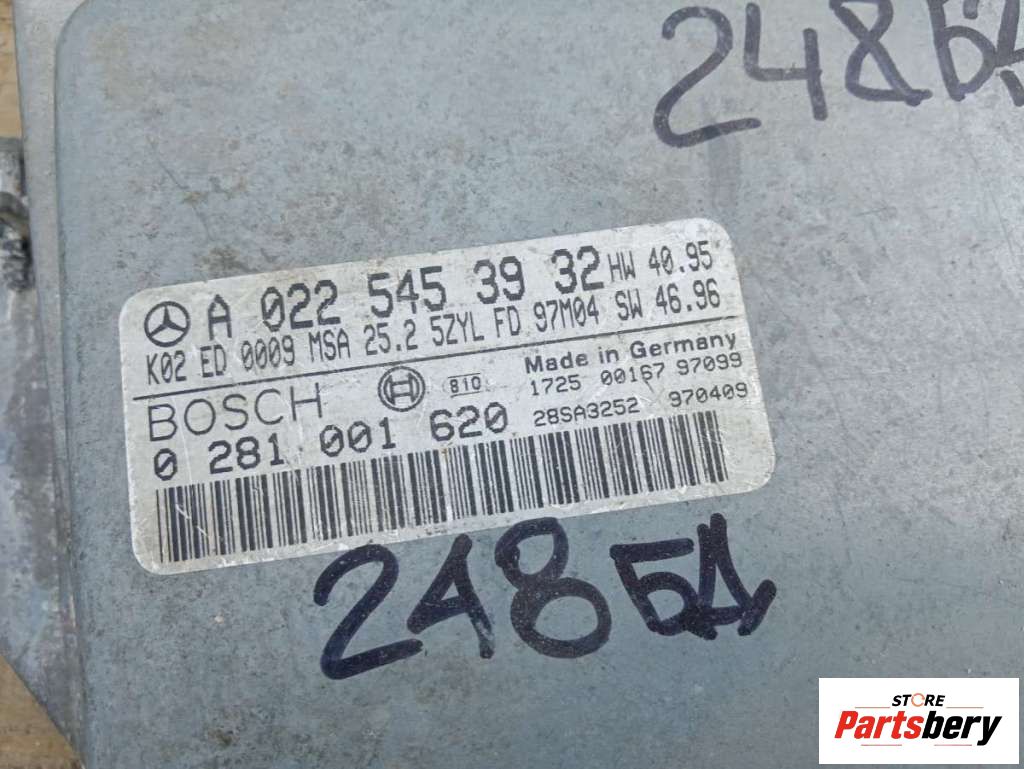 248БД
A 022 545 39 32 HW 40.95
K02 ED 0009 MSA 25.2 5ZYL FD 97M04 SW 46.96
BOSCH 810 Made in Germany
1725 00167 97099
0 281 001 620 28SA3252 970409
248БД
STORE
Partsbery